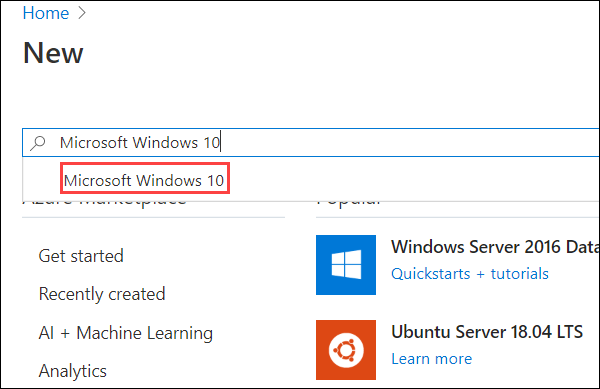 Home >
New
Microsoft Windows 10
Microsoft Windows 10
Azure Marketplace
Popular
Get started
Recently created
AI + Machine Learning
Analytics
Windows Server 2016 Data
Quickstarts + tutorials
Ubuntu Server 18.04 LTS
Learn more